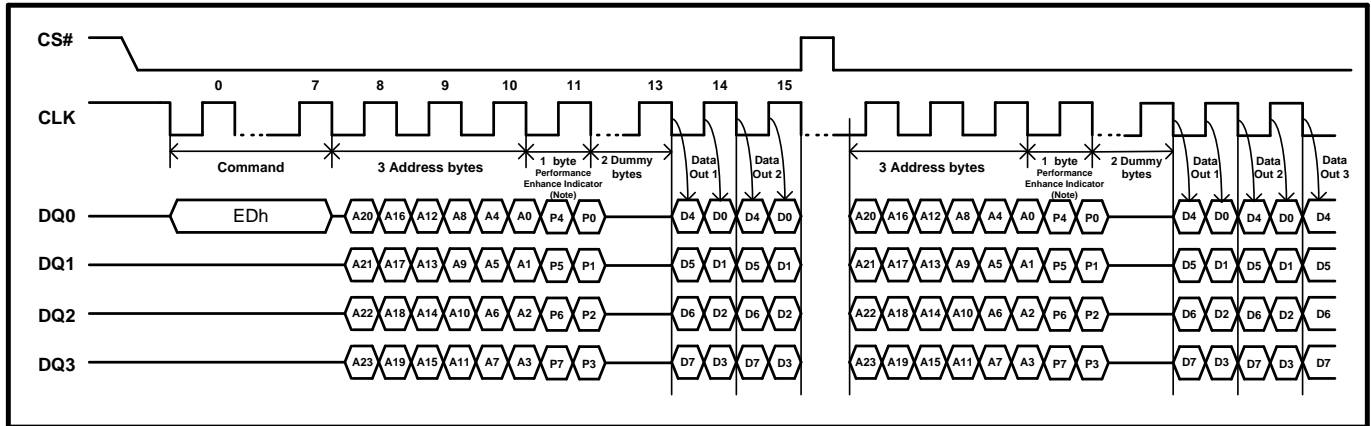 CS#
0 7 8 9 10 11 13 14 15
CLK
Command 3 Address bytes 1 byte Performance Enhance Indicator (Note) 2 Dummy bytes Data Out 1 Data Out 2 3 Address bytes 1 byte Performance Enhance Indicator (Note) 2 Dummy bytes Data Out 1 Data Out 2 Data Out 3
DQ0 EDh A20 A16 A12 A8 A4 A0 P4 P0 D4 D0 D4 D0 A20 A16 A12 A8 A4 A0 P4 P0 D4 D0 D4 D0 D4
DQ1 A21 A17 A13 A9 A5 A1 P5 P1 D5 D1 D5 D1 A21 A17 A13 A9 A5 A1 P5 P1 D5 D1 D5 D1 D5
DQ2 A22 A18 A14 A10 A6 A2 P6 P2 D6 D2 D6 D2 A22 A18 A14 A10 A6 A2 P6 P2 D6 D2 D6 D2 D6
DQ3 A23 A19 A15 A11 A7 A3 P7 P3 D7 D3 D7 D3 A23 A19 A15 A11 A7 A3 P7 P3 D7 D3 D7 D3 D7